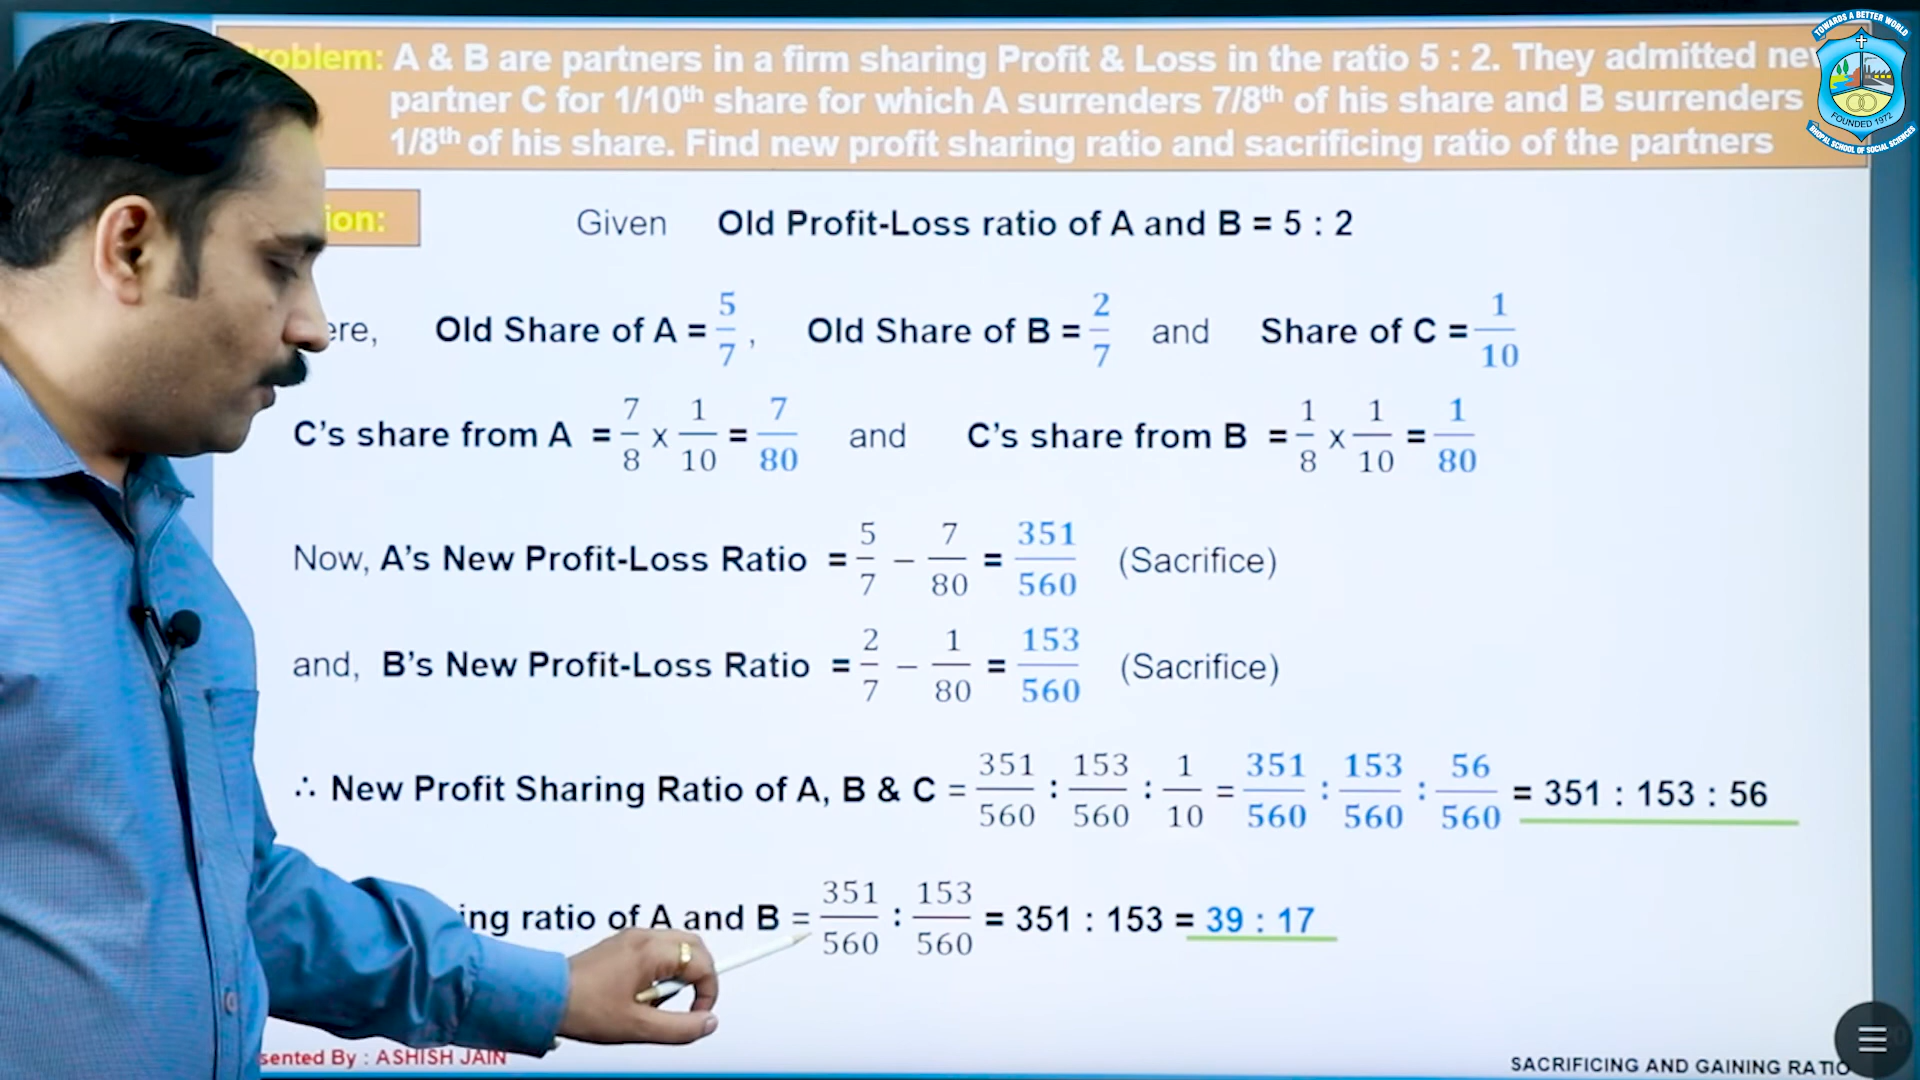 oblem: A & B are partners in a firm sharing Profit & Loss in the ratio 5 : 2. They admitted new
partner C for 1/10th share for which A surrenders 7/8th of his share and B surrenders
1/8th of his share. Find new profit sharing ratio and sacrificing ratio of the partners
TOWARDS A BETTER WORLD
FOUNDED 1972
BHOPAL SCHOOL OF SOCIAL SCIENCES
ion: Given Old Profit-Loss ratio of A and B = 5 : 2
ere, Old Share of A = 5/7 , Old Share of B = 2/7 and Share of C = 1/10
C's share from A = 7/8 x 1/10 = 7/80 and C's share from B = 1/8 x 1/10 = 1/80
Now, A's New Profit-Loss Ratio = 5/7 − 7/80 = 351/560 (Sacrifice)
and, B's New Profit-Loss Ratio = 2/7 − 1/80 = 153/560 (Sacrifice)
∴ New Profit Sharing Ratio of A, B & C = 351/560 : 153/560 : 1/10 = 351/560 : 153/560 : 56/560 = 351 : 153 : 56
ing ratio of A and B = 351/560 : 153/560 = 351 : 153 = 39 : 17
sented By : ASHISH JAIN
SACRIFICING AND GAINING RATIO